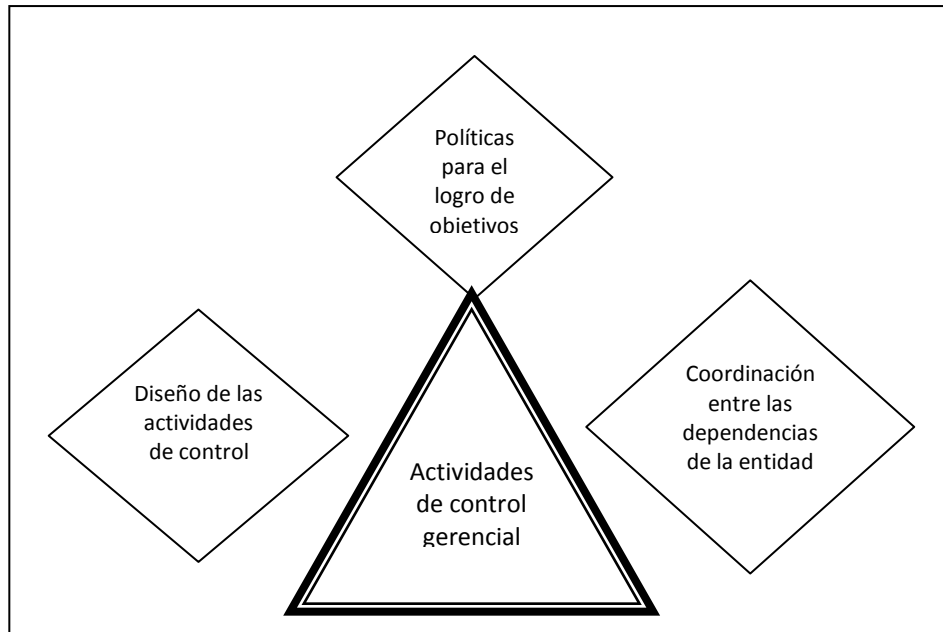 Políticas
para el
logro de
objetivos
Diseño de las
actividades
de control
Coordinación
entre las
dependencias
de la entidad
Actividades
de control
gerencial